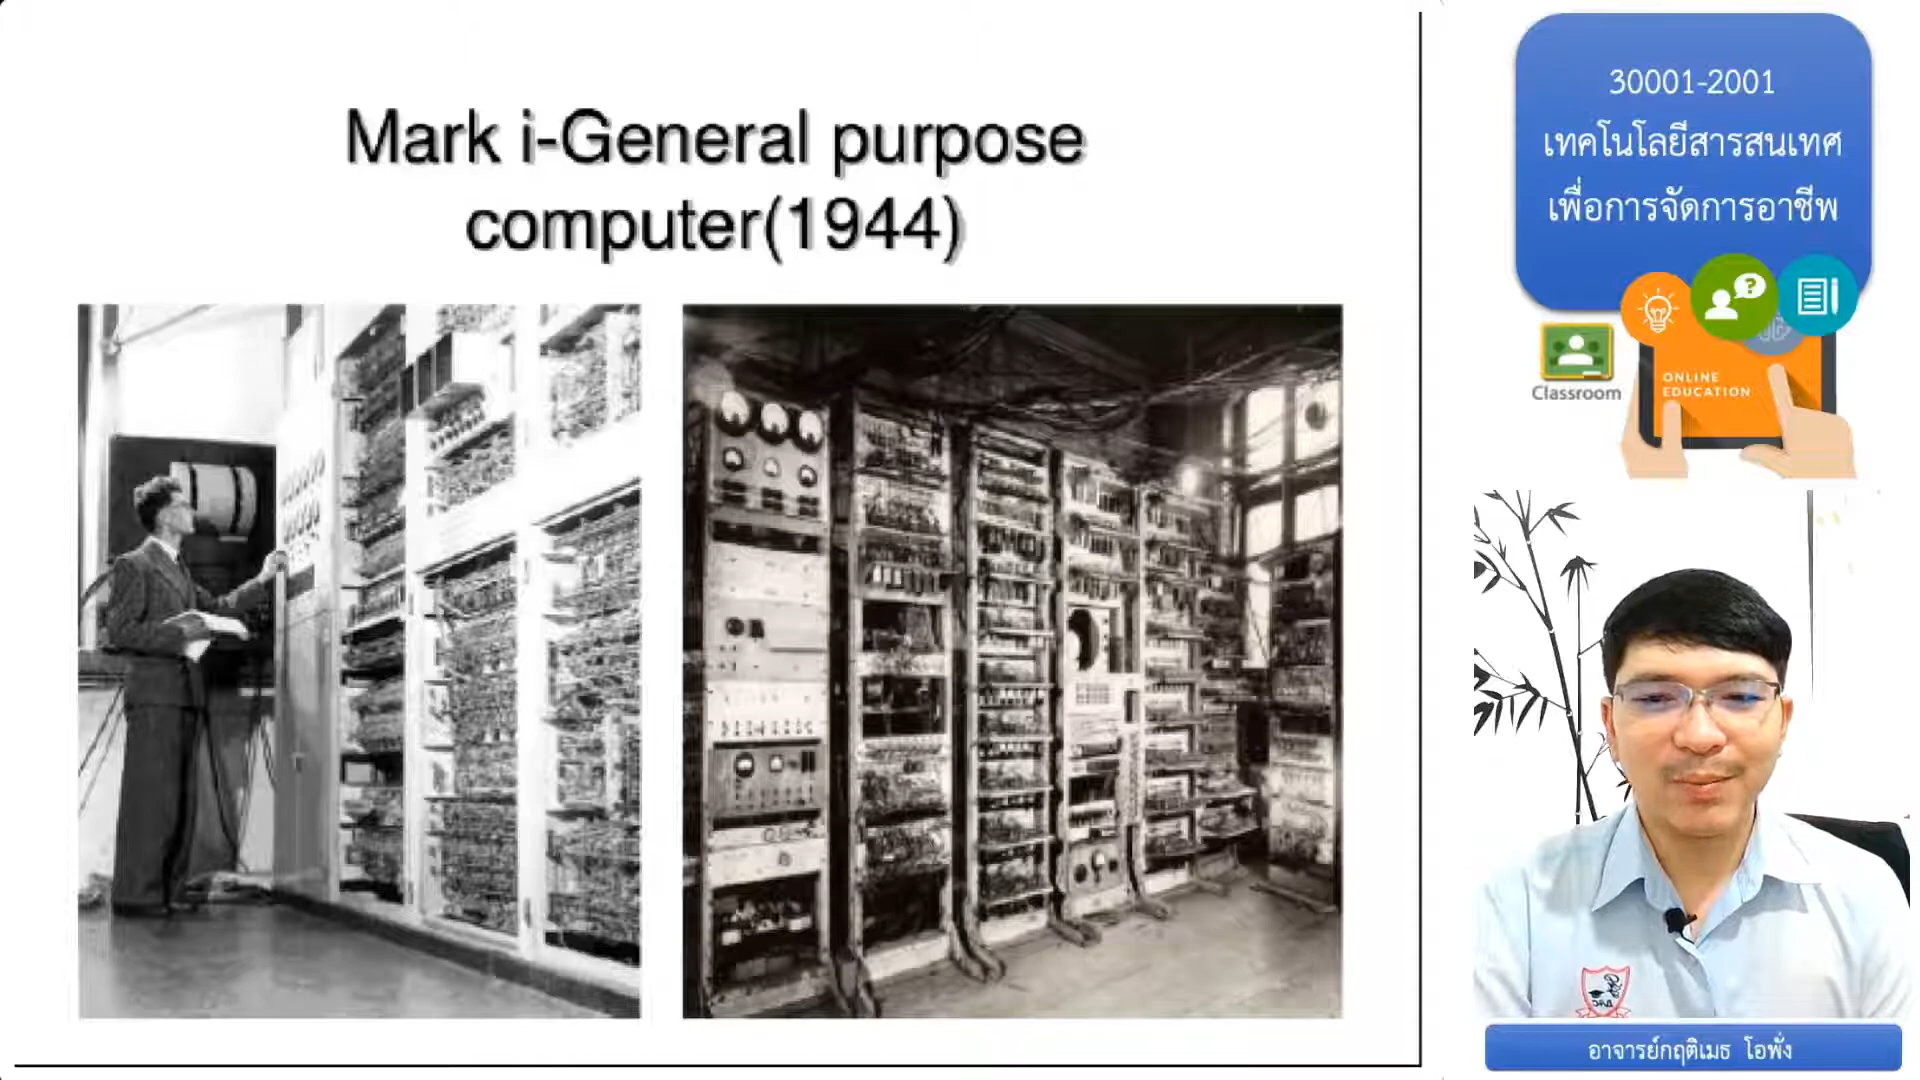 Mark i-General purpose
computer(1944)
30001-2001
เทคโนโลยีสารสนเทศ
เพื่อการจัดการอาชีพ
?
Classroom
ONLINE
EDUCATION
อาจารย์กฤติเมธ โอพั่ง